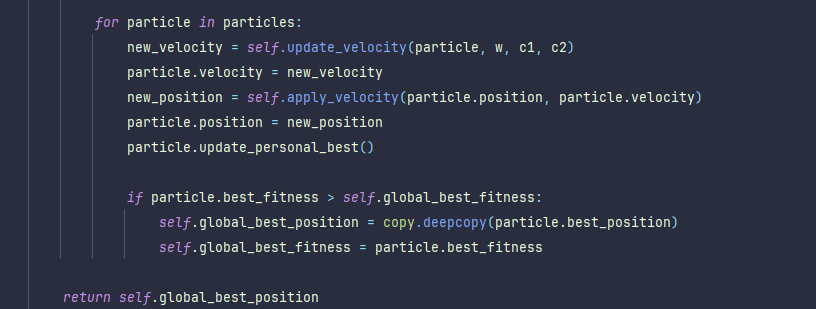 for particle in particles:
new_velocity = self.update_velocity(particle, w, c1, c2)
particle.velocity = new_velocity
new_position = self.apply_velocity(particle.position, particle.velocity)
particle.position = new_position
particle.update_personal_best()
if particle.best_fitness > self.global_best_fitness:
self.global_best_position = copy.deepcopy(particle.best_position)
self.global_best_fitness = particle.best_fitness
return self.global_best_position